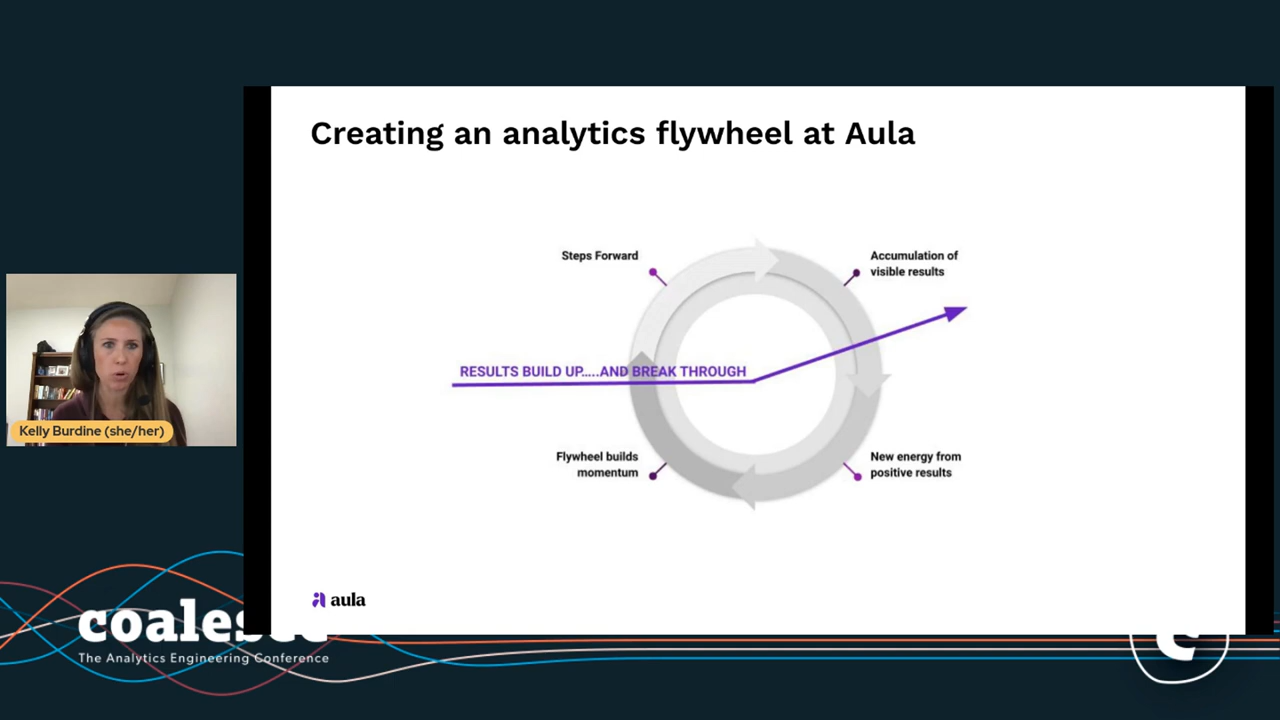 Creating an analytics flywheel at Aula
Steps Forward
Accumulation of
visible results
RESULTS BUILD UP.....AND BREAK THROUGH
Flywheel builds
momentum
New energy from
positive results
aula
Kelly Burdine (she/her)
The Analytics Engineering Conference